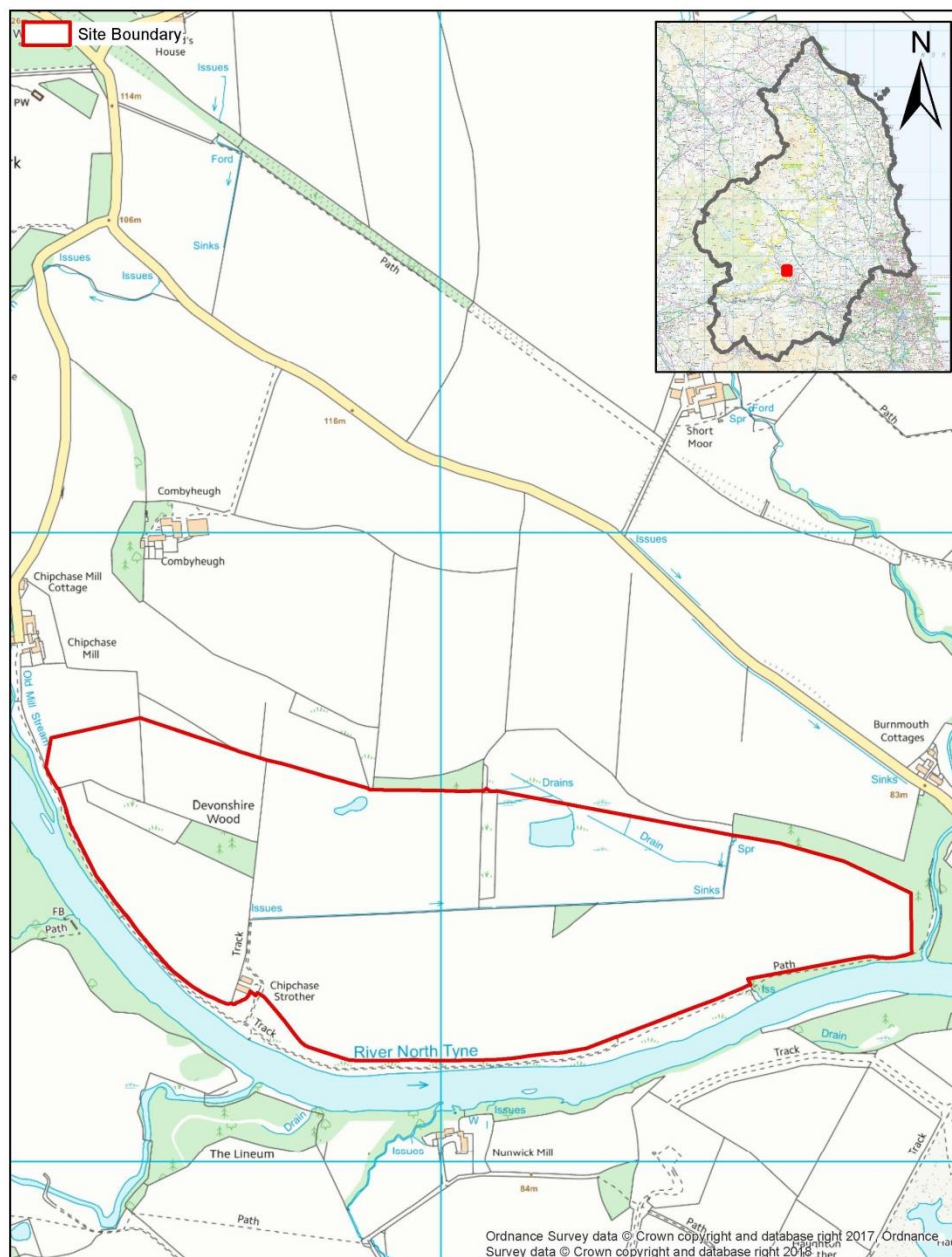 Site Boundary
N
House
Issues
114m
PW
Ford
106m
Sinks
Path
Issues
Issues
116m
Short
Moor
Spr
Ford
Path
Combyheugh
Combyheugh
Issues
Chipchase Mill
Cottage
Chipchase
Mill
Old Mill Stream
Burnmouth
Cottages
Sinks
83m
Drains
Devonshire
Wood
Drain
Spr
Sinks
Issues
FB
Path
Track
Chipchase
Strother
Path
Iss
Track
River North Tyne
Drain
Track
Issues
W
Drain
Issues
The Lineum
Nunwick Mill
84m
Track
Path
Path
Ordnance Survey data © Crown copyright and database right 2017, Ordnance
Survey data © Crown copyright and database right 2018